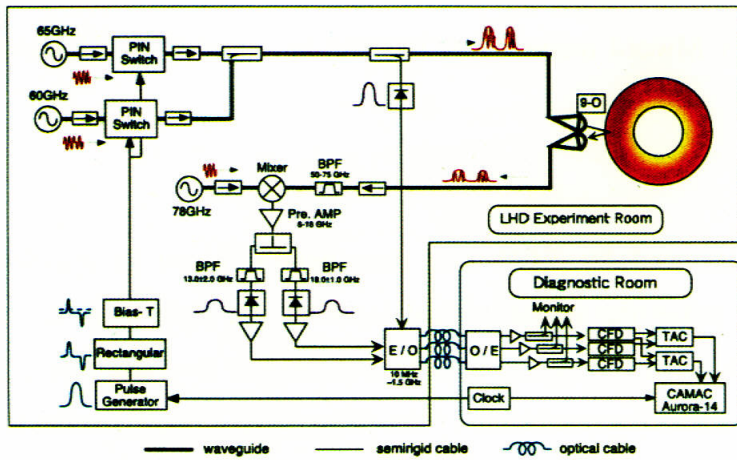 65GHz
PIN
Switch
60GHz
PIN
Switch
9-O
Mixer
BPF
50-75 GHz
78GHz
Pre. AMP
6-18 GHz
LHD Experiment Room
BPF
13.0±2.0 GHz
BPF
18.0±1.0 GHz
Diagnostic Room
Monitor
Bias- T
Rectangular
Pulse
Generator
E / O
10 MHz
~1.5 GHz
O / E
CFD
CFD
CFD
TAC
TAC
Clock
CAMAC
Aurora-14
waveguide
semirigid cable
optical cable